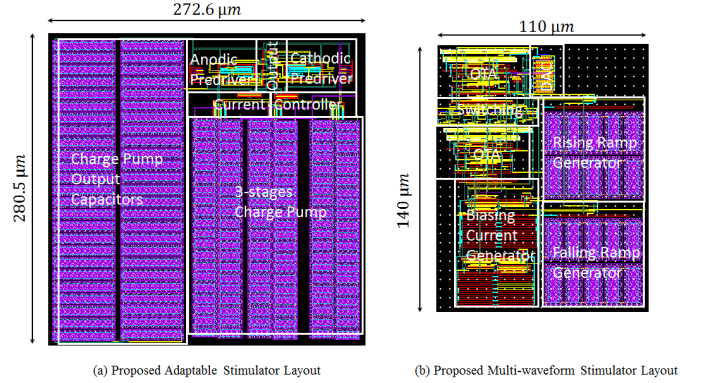 272.6 μm
280.5 μm
Anodic
Predriver
Output
Cathodic
Predriver
Current Controller
Charge Pump
Output
Capacitors
3-stages
Charge Pump
(a) Proposed Adaptable Stimulator Layout
110 μm
140 μm
OTA
DAC
Switching
OTA
Rising Ramp
Generator
Biasing
Current
Generator
Falling Ramp
Generator
(b) Proposed Multi-waveform Stimulator Layout